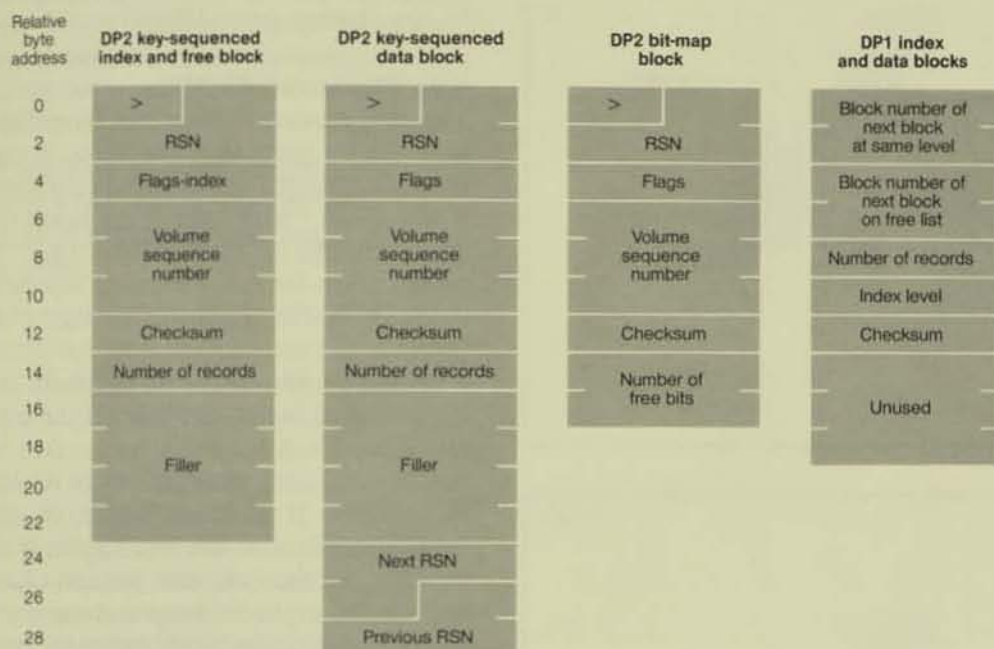 Relative
byte
address
DP2 key-sequenced
index and free block
DP2 key-sequenced
data block
DP2 bit-map
block
DP1 index
and data blocks
0
2
4
6
8
10
12
14
16
18
20
22
24
26
28
>
RSN
Flags-index
Volume
sequence
number
Checksum
Number of records
Filler
>
RSN
Flags
Volume
sequence
number
Checksum
Number of records
Filler
Next RSN
Previous RSN
>
RSN
Flags
Volume
sequence
number
Checksum
Number of
free bits
Block number of
next block
at same level
Block number of
next block
on free list
Number of records
Index level
Checksum
Unused